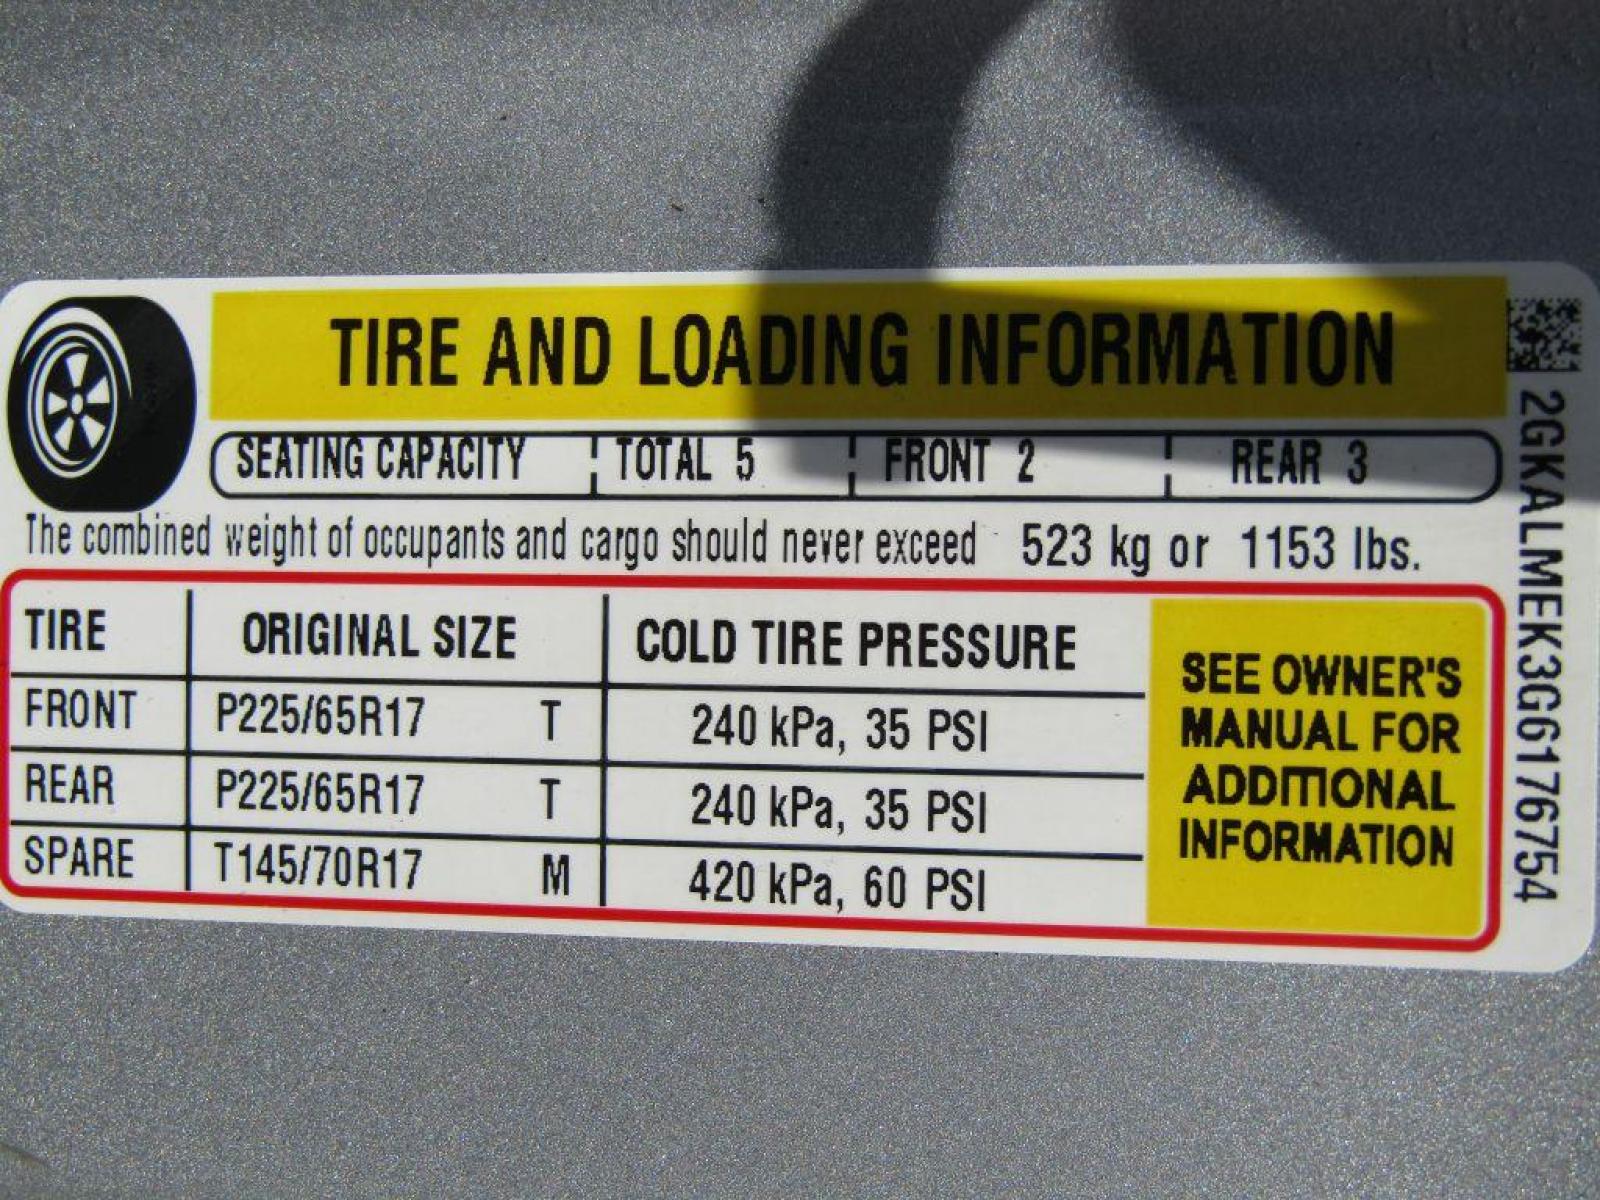 TIRE AND LOADING INFORMATION
SEATING CAPACITY TOTAL 5 FRONT 2 REAR 3
The combined weight of occupants and cargo should never exceed 523 kg or 1153 lbs.
TIRE ORIGINAL SIZE COLD TIRE PRESSURE
FRONT P225/65R17 T 240 kPa, 35 PSI
REAR P225/65R17 T 240 kPa, 35 PSI
SPARE T145/70R17 M 420 kPa, 60 PSI
SEE OWNER'S
MANUAL FOR
ADDITIONAL
INFORMATION
2GKALMEK3G6176754